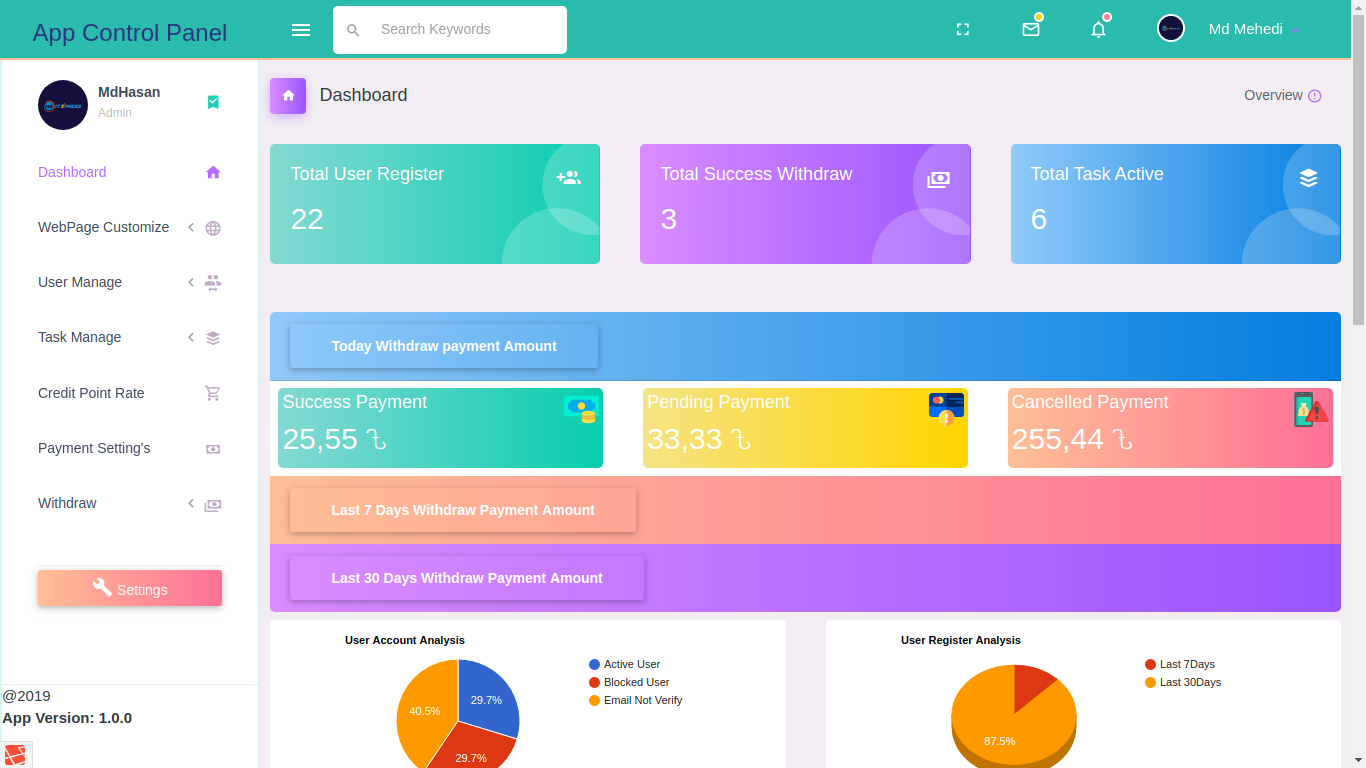 App Control Panel
Search Keywords
Md Mehedi
MdHasan
Admin
Dashboard
WebPage Customize
User Manage
Task Manage
Credit Point Rate
Payment Setting's
Withdraw
Settings
@2019
App Version: 1.0.0
Dashboard
Overview
Total User Register
22
Total Success Withdraw
3
Total Task Active
6
Today Withdraw payment Amount
Success Payment
25,55
Pending Payment
33,33
Cancelled Payment
255,44
Last 7 Days Withdraw Payment Amount
Last 30 Days Withdraw Payment Amount
User Account Analysis
Active User
Blocked User
Email Not Verify
29.7%
40.5%
29.7%
User Register Analysis
Last 7Days
Last 30Days
87.5%